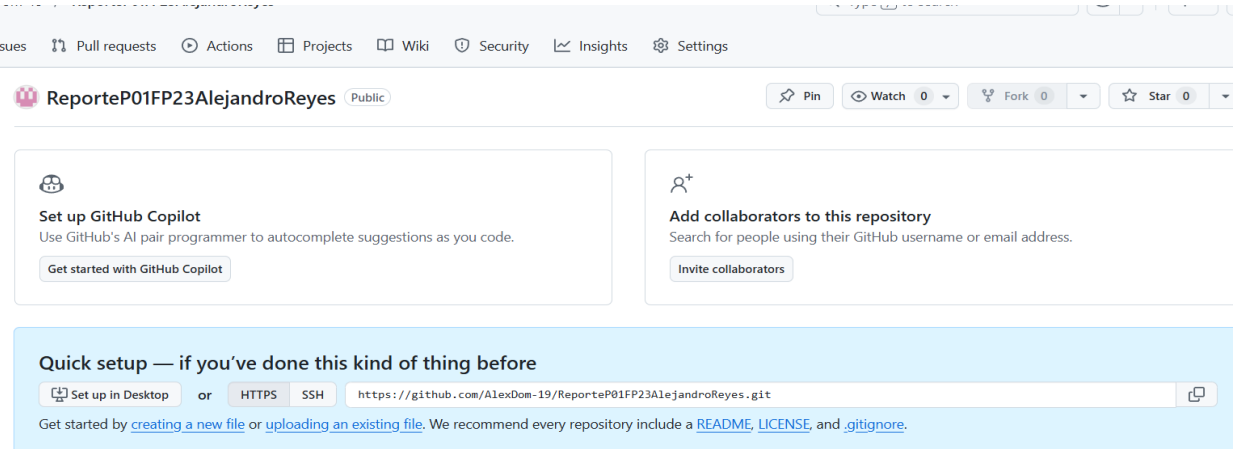 sues Pull requests Actions Projects Wiki Security Insights Settings
ReporteP01FP23AlejandroReyes Public Pin Watch 0 Fork 0 Star 0
Set up GitHub Copilot
Use GitHub's AI pair programmer to autocomplete suggestions as you code.
Get started with GitHub Copilot
Add collaborators to this repository
Search for people using their GitHub username or email address.
Invite collaborators
Quick setup — if you've done this kind of thing before
Set up in Desktop or HTTPS SSH https://github.com/AlexDom-19/ReporteP01FP23AlejandroReyes.git
Get started by creating a new file or uploading an existing file. We recommend every repository include a README, LICENSE, and .gitignore.